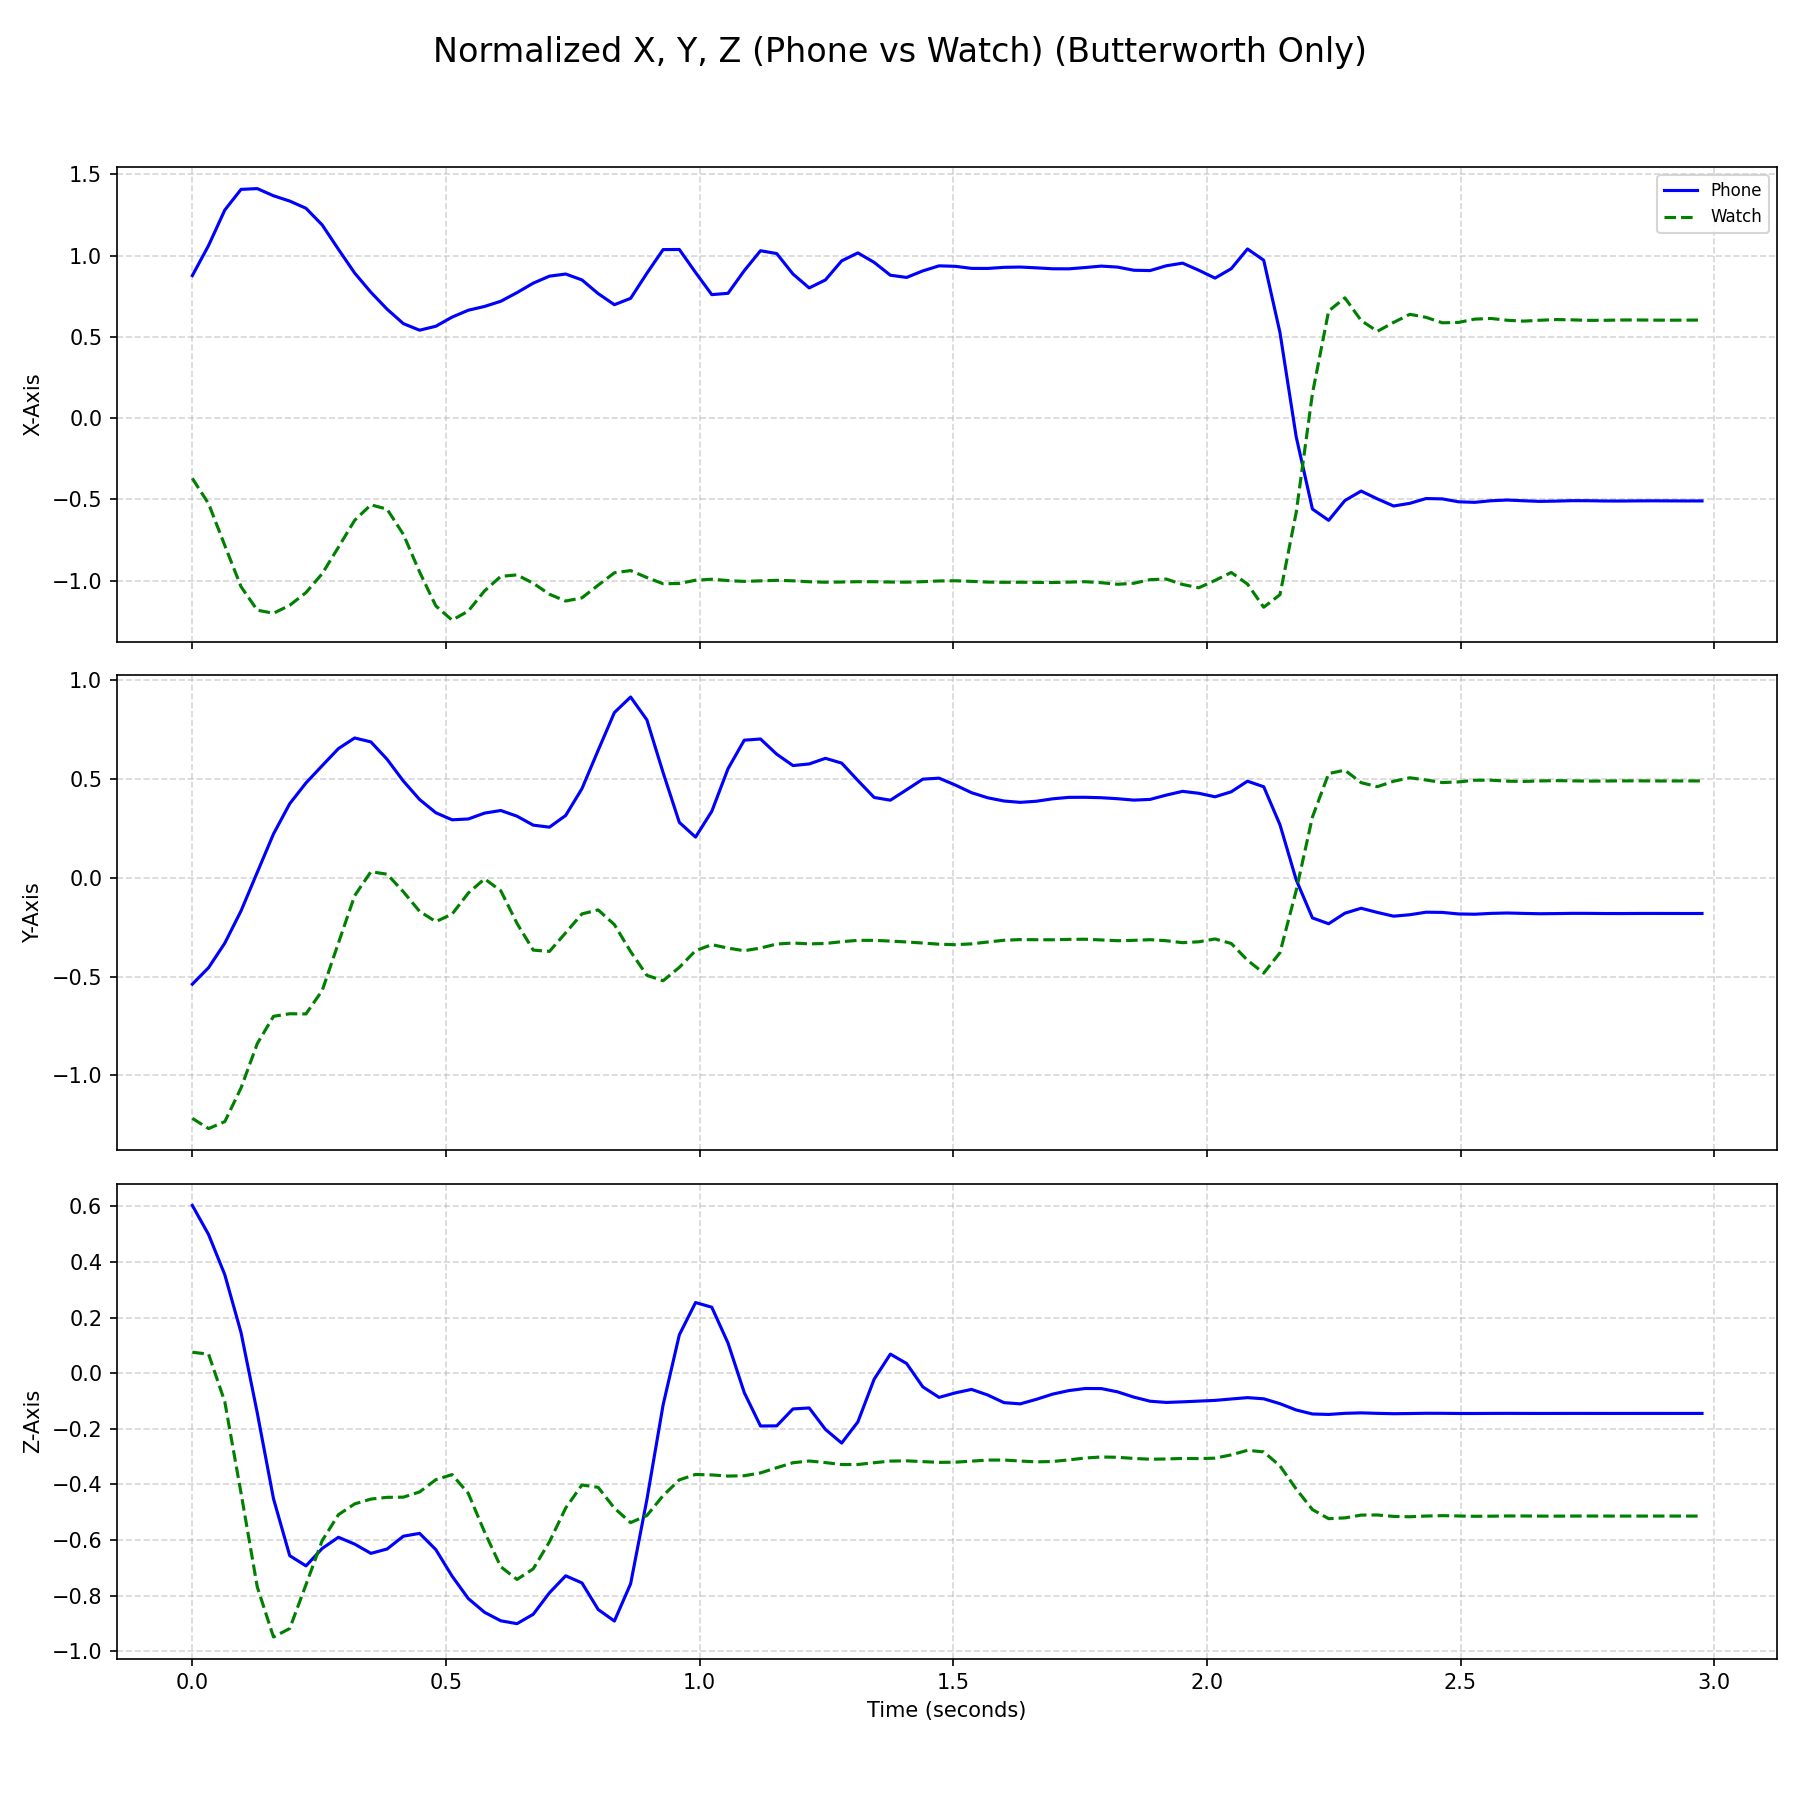 Normalized X, Y, Z (Phone vs Watch) (Butterworth Only)
1.5
1.0
0.5
0.0
−0.5
−1.0
X-Axis
Phone
Watch
1.0
0.5
0.0
−0.5
−1.0
Y-Axis
0.6
0.4
0.2
0.0
−0.2
−0.4
−0.6
−0.8
−1.0
Z-Axis
0.0 0.5 1.0 1.5 2.0 2.5 3.0
Time (seconds)